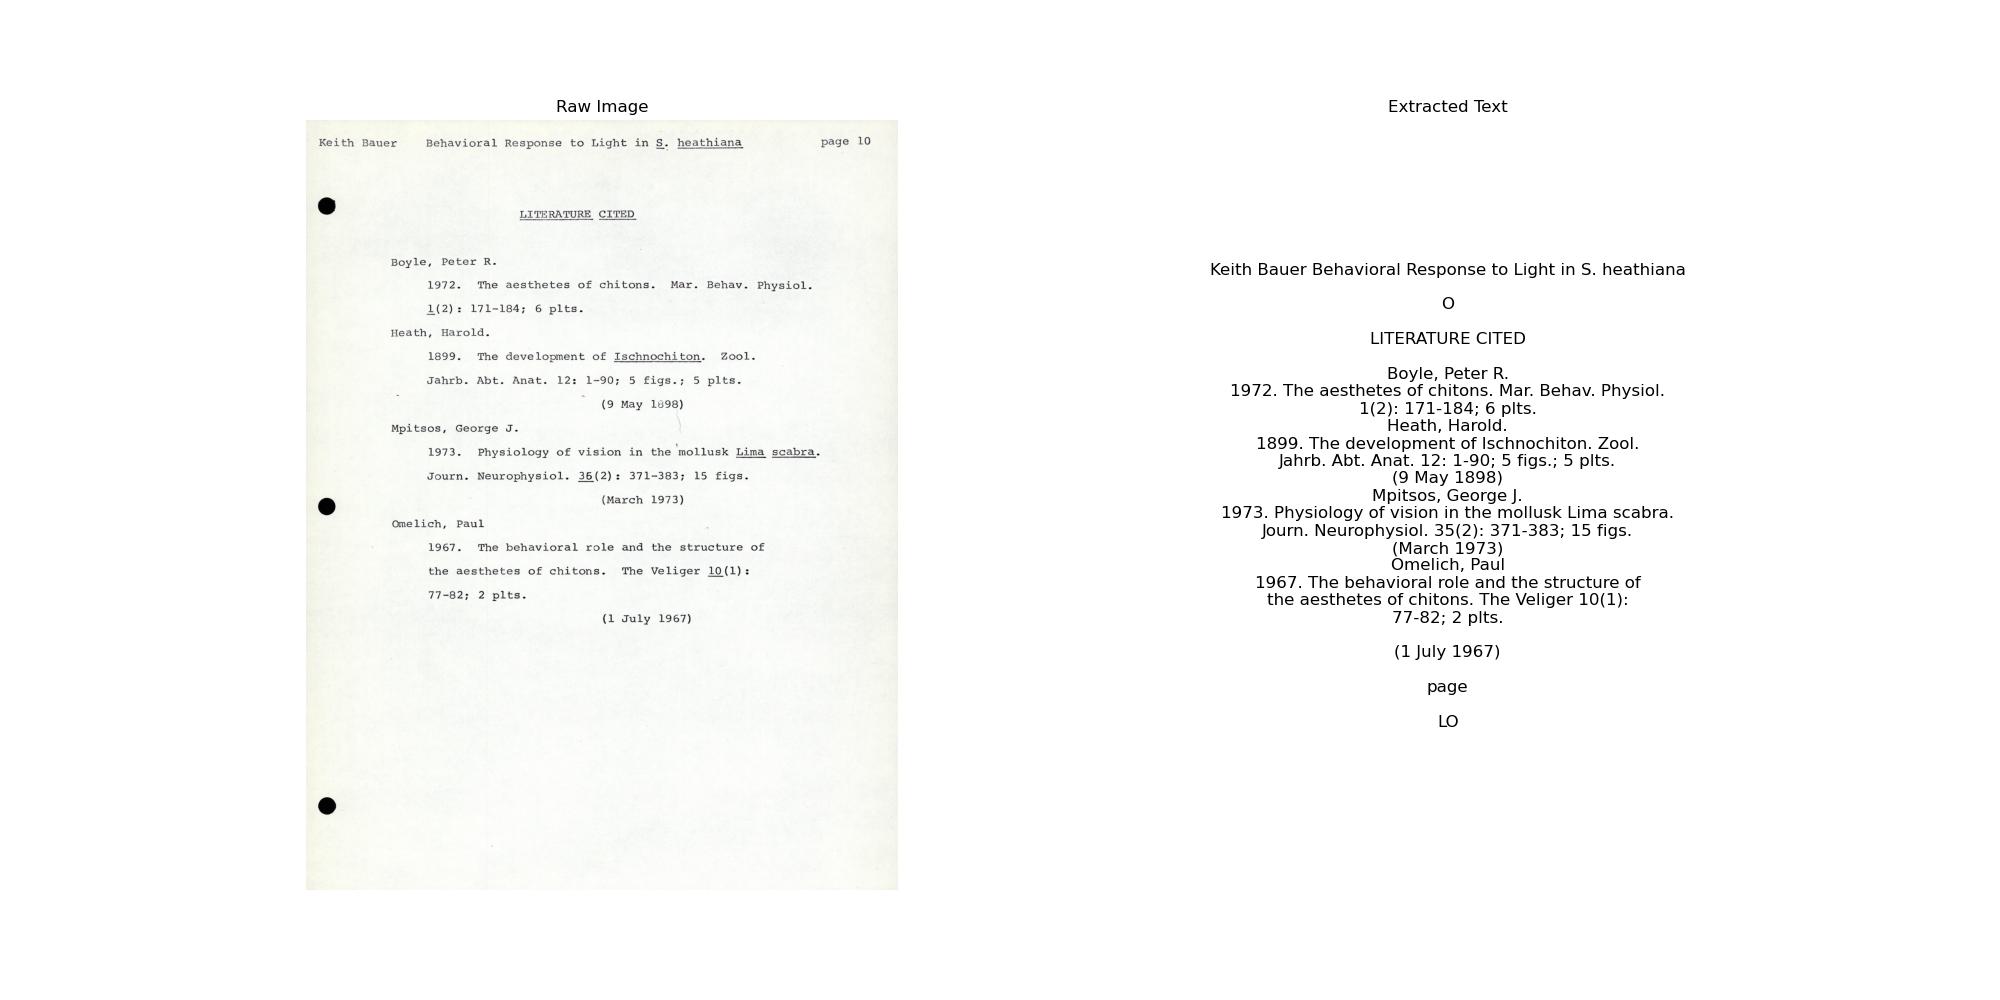 Raw Image
Keith Bauer Behavioral Response to Light in S. heathiana page 10
LITERATURE CITED
Boyle, Peter R.
1972. The aesthetes of chitons. Mar. Behav. Physiol.
1(2): 171-184; 6 plts.
Heath, Harold.
1899. The development of Ischnochiton. Zool.
Jahrb. Abt. Anat. 12: 1-90; 5 figs.; 5 plts.
(9 May 1898)
Mpitsos, George J.
1973. Physiology of vision in the mollusk Lima scabra.
Journ. Neurophysiol. 36(2): 371-383; 15 figs.
(March 1973)
Omelich, Paul
1967. The behavioral role and the structure of
the aesthetes of chitons. The Veliger 10(1):
77-82; 2 plts.
(1 July 1967)
Extracted Text
Keith Bauer Behavioral Response to Light in S. heathiana
O
LITERATURE CITED
Boyle, Peter R.
1972. The aesthetes of chitons. Mar. Behav. Physiol.
1(2): 171-184; 6 plts.
Heath, Harold.
1899. The development of Ischnochiton. Zool.
Jahrb. Abt. Anat. 12: 1-90; 5 figs.; 5 plts.
(9 May 1898)
Mpitsos, George J.
1973. Physiology of vision in the mollusk Lima scabra.
Journ. Neurophysiol. 35(2): 371-383; 15 figs.
(March 1973)
Omelich, Paul
1967. The behavioral role and the structure of
the aesthetes of chitons. The Veliger 10(1):
77-82; 2 plts.
(1 July 1967)
page
LO